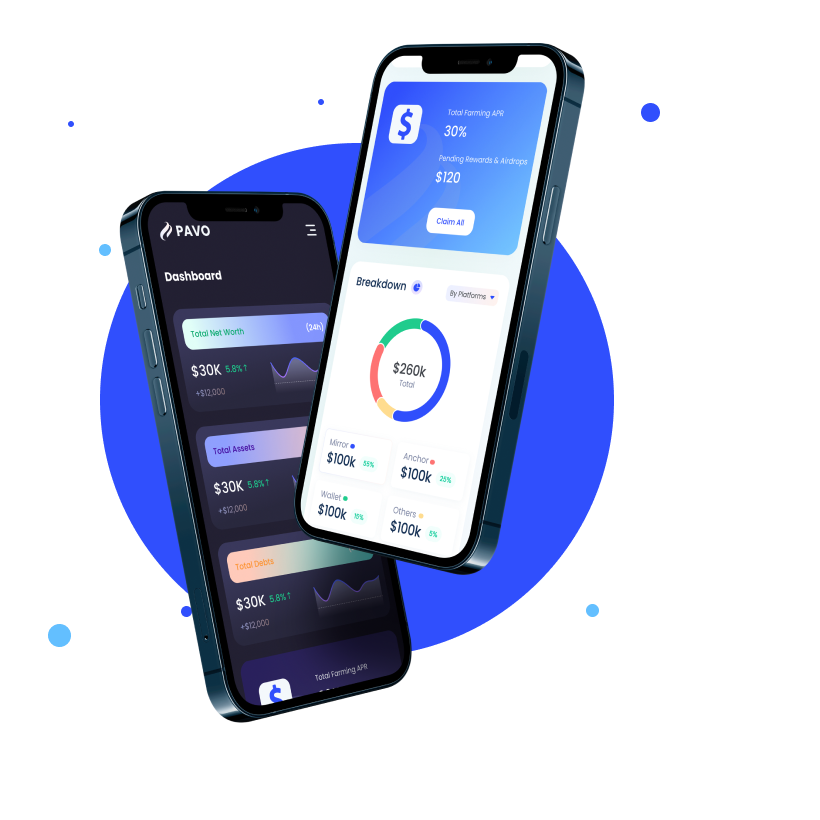 PAVO
Dashboard
Total Net Worth (24h)
$30K 5.8%↑
+$12,000
Total Assets
$30K 5.8%↑
+$12,000
Total Debts
$30K 5.8%↑
+$12,000
Total Farming APR
$
Total Farming APR
30%
Pending Rewards & Airdrops
$120
Claim All
Breakdown
By Platforms
$260k
Total
Mirror
$100k
Anchor
$100k 25%
Wallet
$100k
Others
$100k 5%